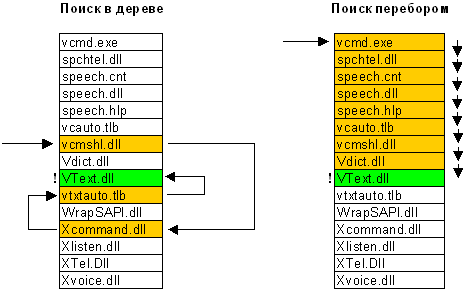 Поиск в дереве
vcmd.exe
spchtel.dll
speech.cnt
speech.dll
speech.hlp
vcauto.tlb
vcmshl.dll
Vdict.dll
! VText.dll
vtxtauto.tlb
WrapSAPI.dll
Xcommand.dll
Xlisten.dll
XTel.Dll
Xvoice.dll
Поиск перебором
vcmd.exe
spchtel.dll
speech.cnt
speech.dll
speech.hlp
vcauto.tlb
vcmshl.dll
Vdict.dll
! VText.dll
vtxtauto.tlb
WrapSAPI.dll
Xcommand.dll
Xlisten.dll
XTel.Dll
Xvoice.dll